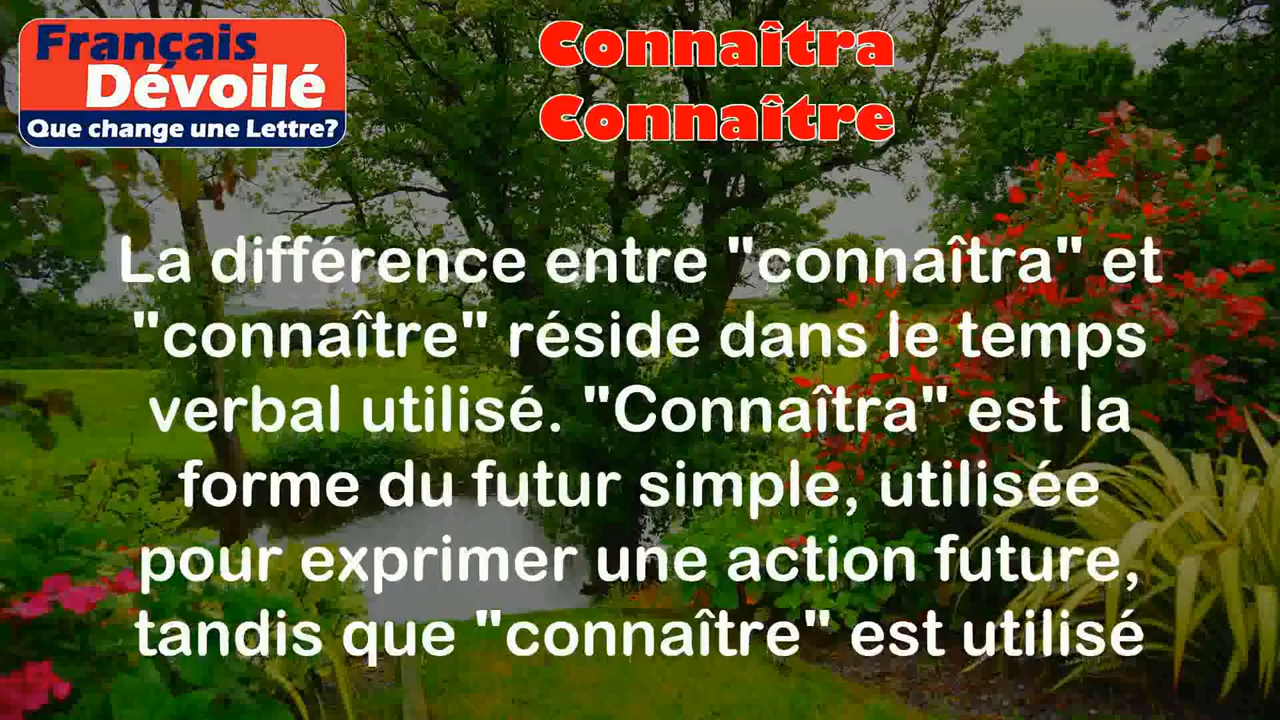 Français
Dévoilé
Que change une Lettre?
Connaîtra
Connaître
La différence entre "connaîtra" et
"connaître" réside dans le temps
verbal utilisé. "Connaîtra" est la
forme du futur simple, utilisée
pour exprimer une action future,
tandis que "connaître" est utilisé